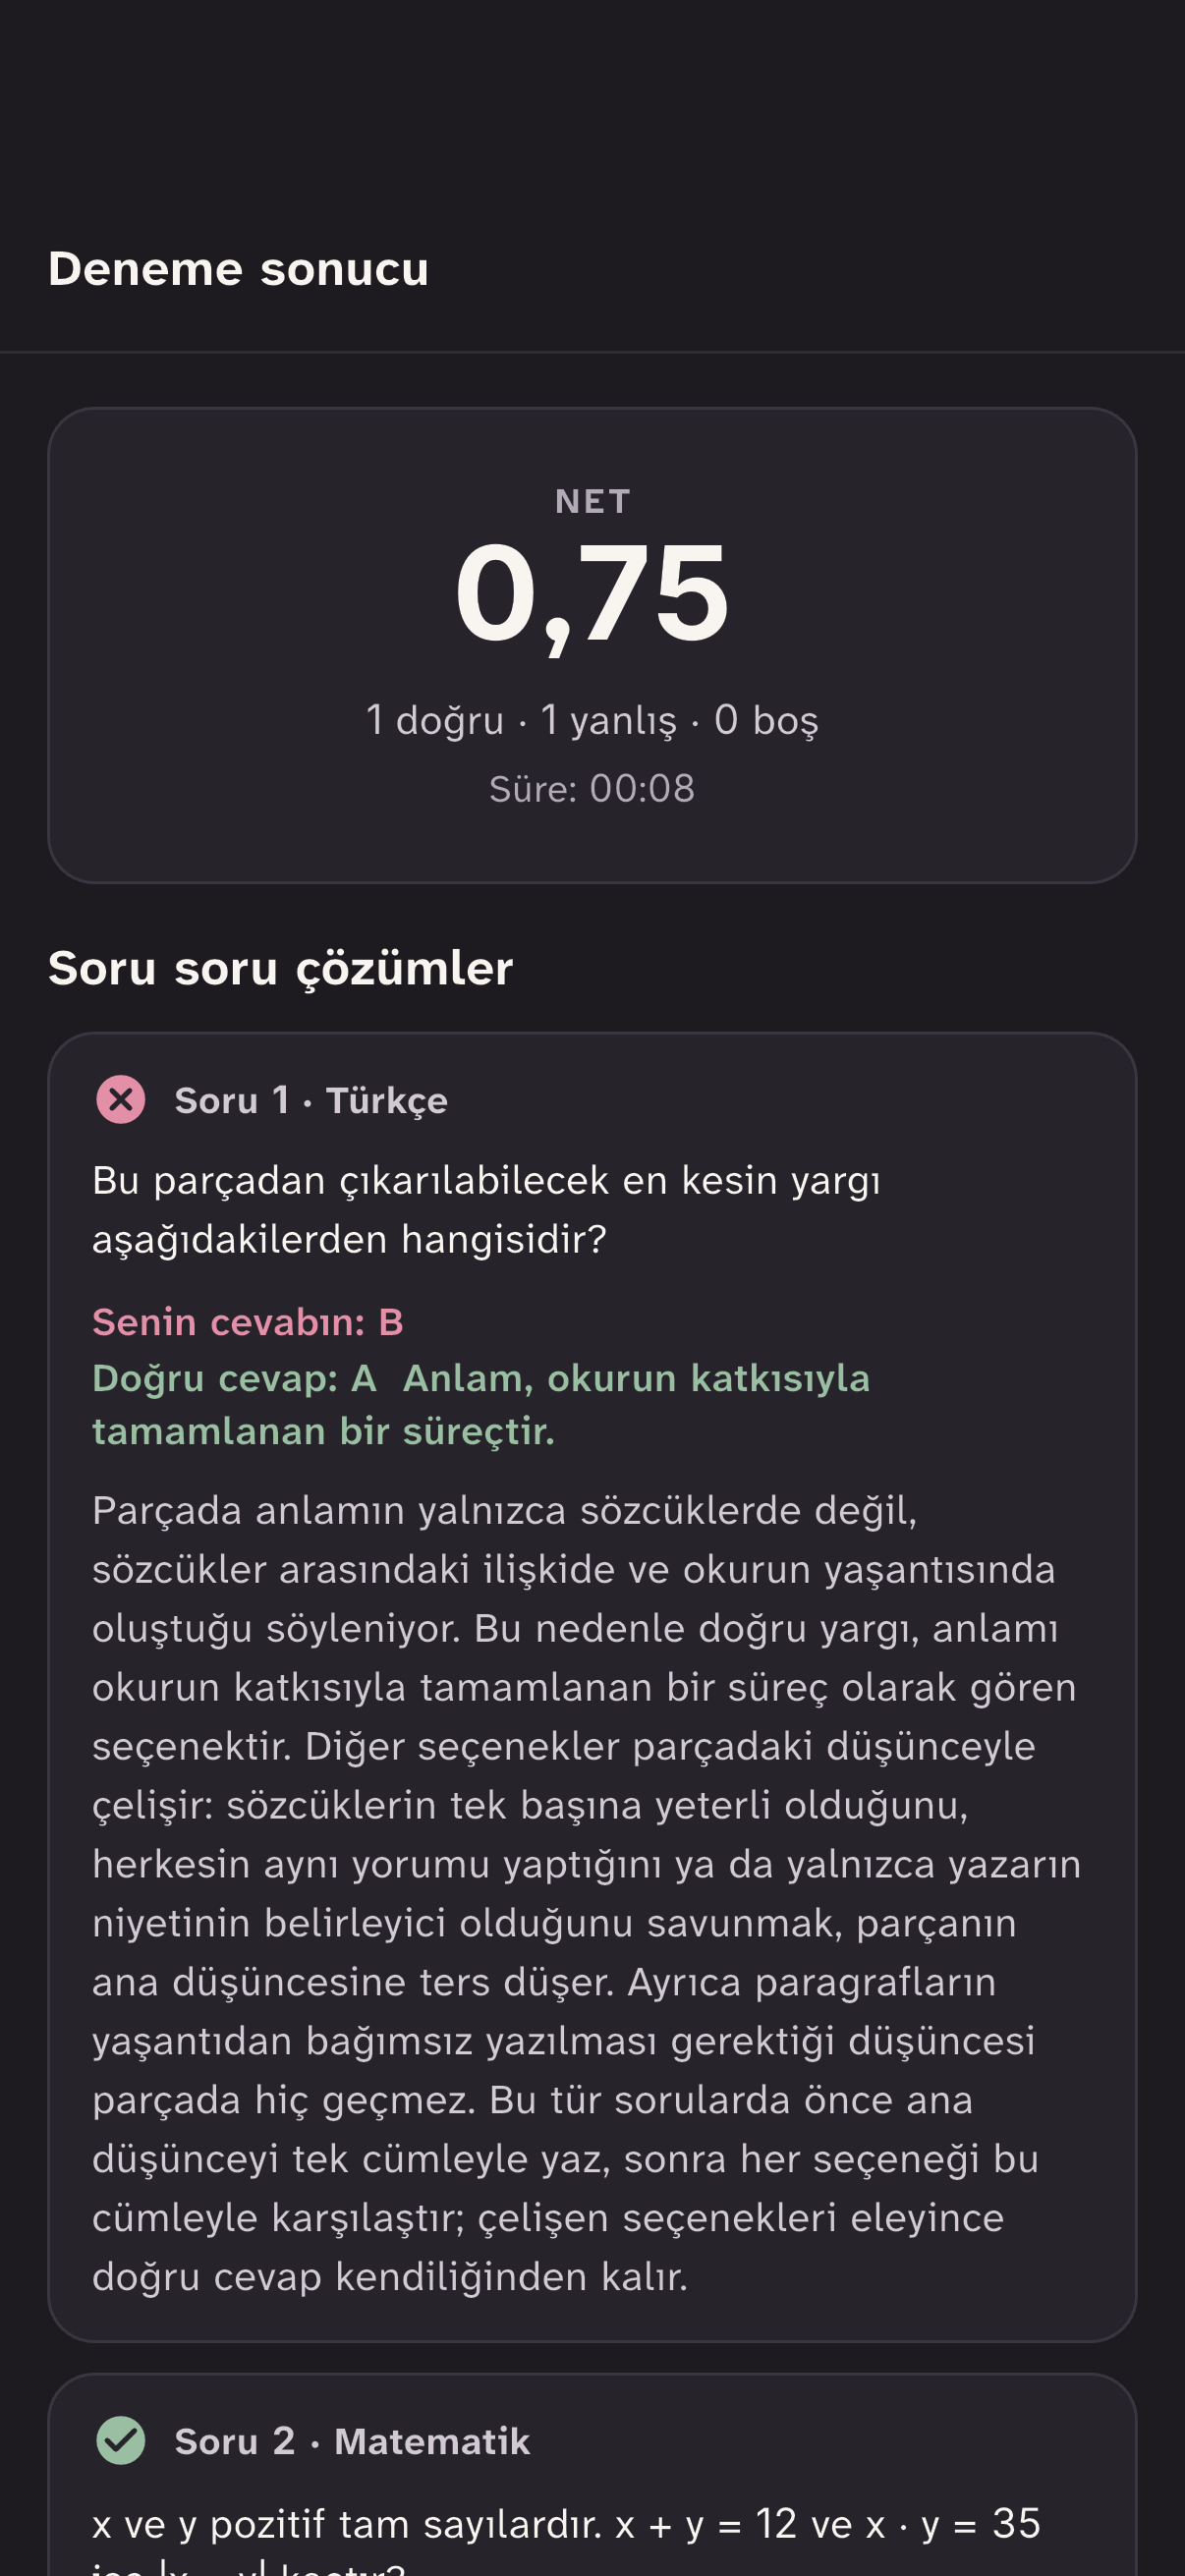 Deneme sonucu
NET
0,75
1 doğru · 1 yanlış · 0 boş
Süre: 00:08
Soru soru çözümler
Soru 1 · Türkçe
Bu parçadan çıkarılabilecek en kesin yargı
aşağıdakilerden hangisidir?
Senin cevabın: B
Doğru cevap: A  Anlam, okurun katkısıyla
tamamlanan bir süreçtir.
Parçada anlamın yalnızca sözcüklerde değil,
sözcükler arasındaki ilişkide ve okurun yaşantısında
oluştuğu söyleniyor. Bu nedenle doğru yargı, anlamı
okurun katkısıyla tamamlanan bir süreç olarak gören
seçenektir. Diğer seçenekler parçadaki düşünceyle
çelişir: sözcüklerin tek başına yeterli olduğunu,
herkesin aynı yorumu yaptığını ya da yalnızca yazarın
niyetinin belirleyici olduğunu savunmak, parçanın
ana düşüncesine ters düşer. Ayrıca paragrafların
yaşantıdan bağımsız yazılması gerektiği düşüncesi
parçada hiç geçmez. Bu tür sorularda önce ana
düşünceyi tek cümleyle yaz, sonra her seçeneği bu
cümleyle karşılaştır; çelişen seçenekleri eleyince
doğru cevap kendiliğinden kalır.
Soru 2 · Matematik
x ve y pozitif tam sayılardır. x + y = 12 ve x · y = 35